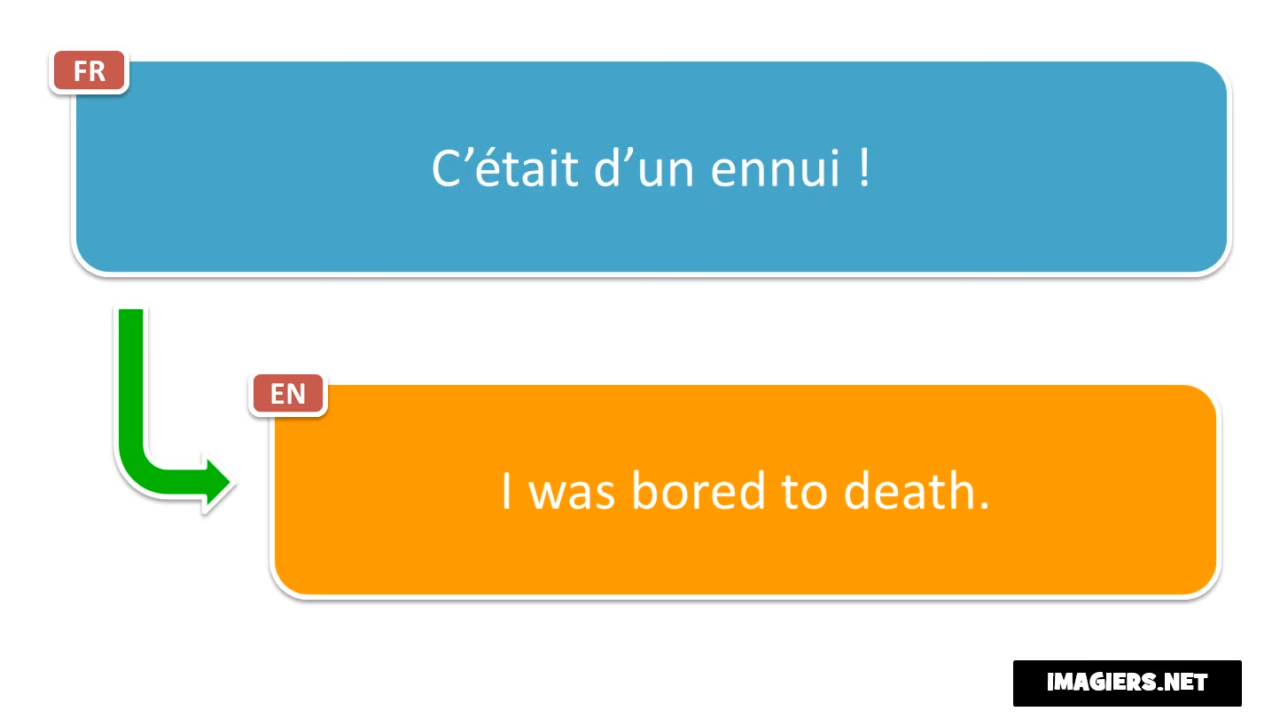 FR
C’était d’un ennui !
EN
I was bored to death.
IMAGIERS.NET